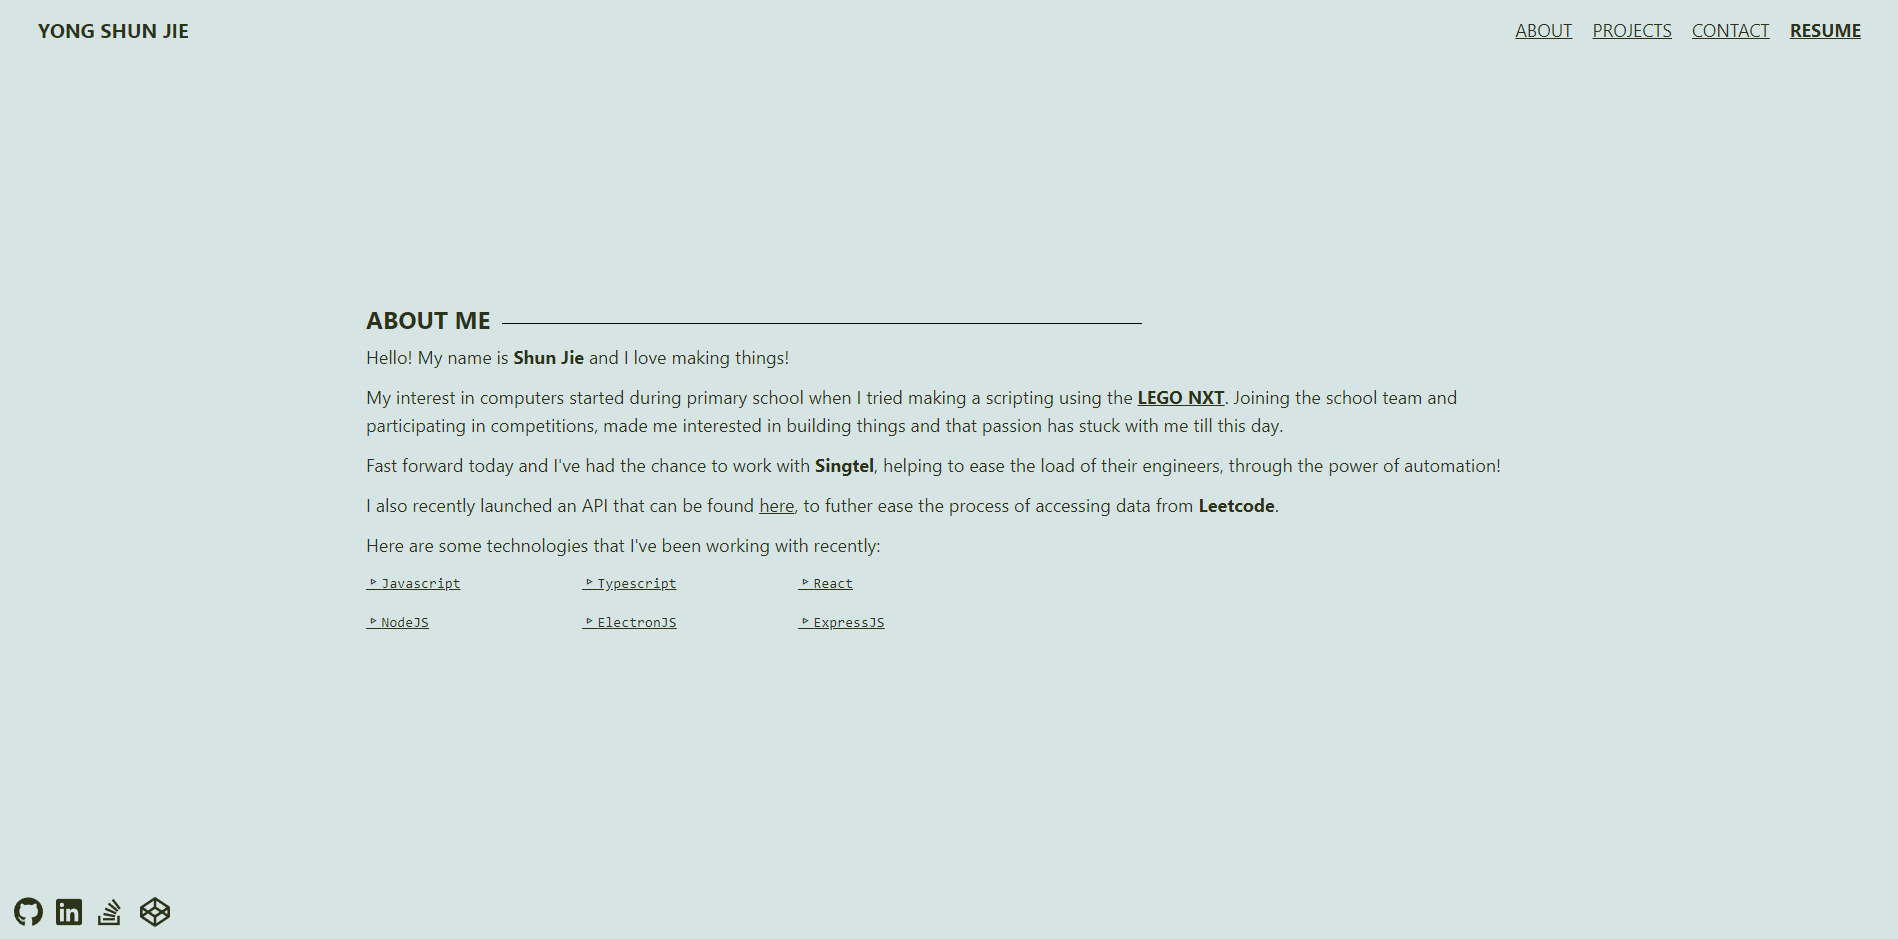 YONG SHUN JIE
ABOUT PROJECTS CONTACT RESUME
ABOUT ME
Hello! My name is Shun Jie and I love making things!
My interest in computers started during primary school when I tried making a scripting using the LEGO NXT. Joining the school team and
participating in competitions, made me interested in building things and that passion has stuck with me till this day.
Fast forward today and I've had the chance to work with Singtel, helping to ease the load of their engineers, through the power of automation!
I also recently launched an API that can be found here, to futher ease the process of accessing data from Leetcode.
Here are some technologies that I've been working with recently:
▹ Javascript ▹ Typescript ▹ React
▹ NodeJS ▹ ElectronJS ▹ ExpressJS
in